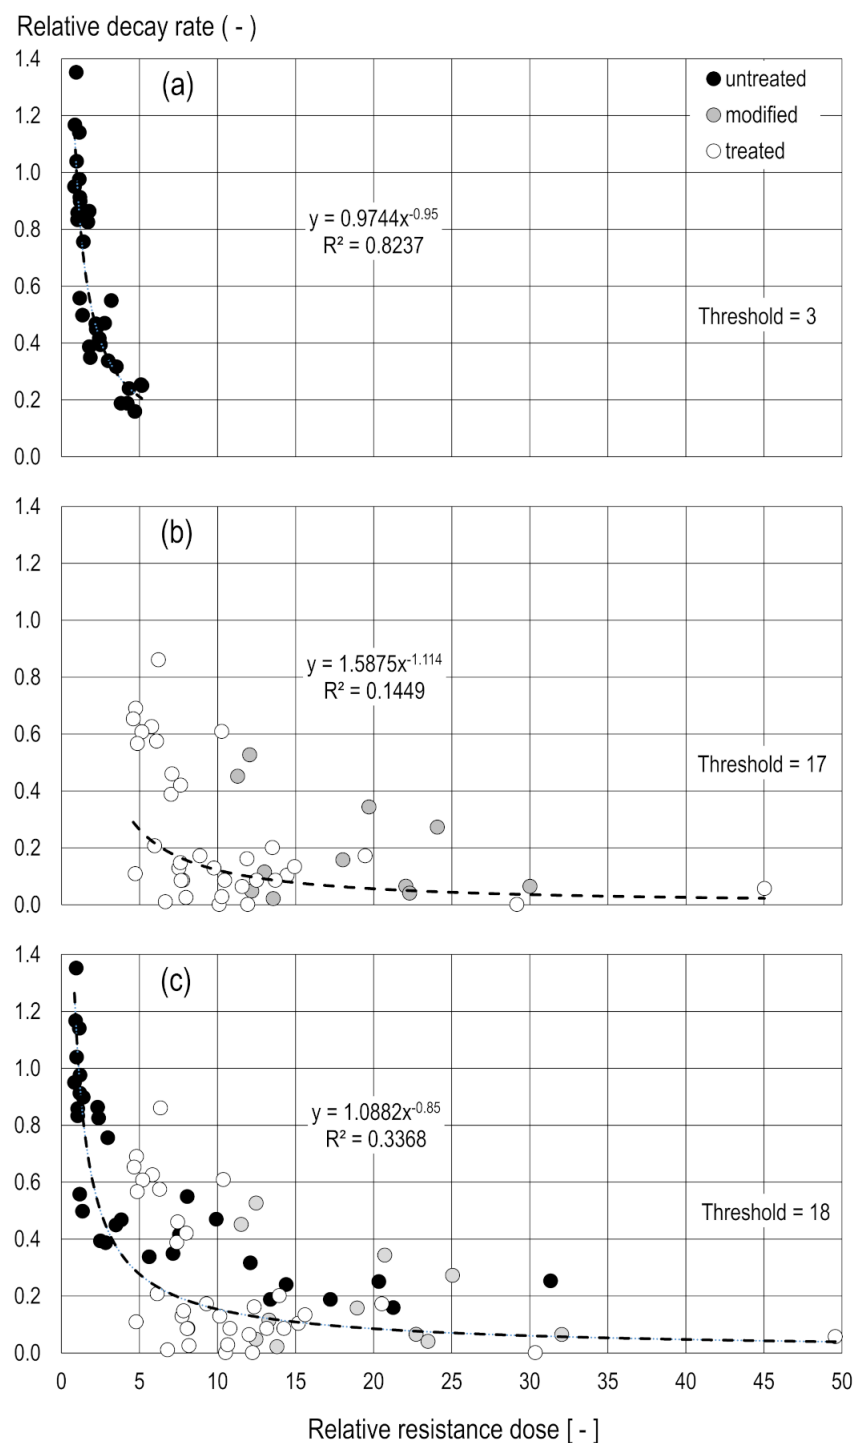 Relative decay rate ( - )
1.4
(a)
untreated
1.2
modified
treated
1.0
y = 0.9744x^-0.95
0.8
R² = 0.8237
0.6
Threshold = 3
0.4
0.2
0.0
1.4
(b)
1.2
1.0
y = 1.5875x^-1.114
0.8
R² = 0.1449
0.6
Threshold = 17
0.4
0.2
0.0
1.4
(c)
1.2
1.0
y = 1.0882x^-0.85
0.8
R² = 0.3368
0.6
Threshold = 18
0.4
0.2
0.0
0 5 10 15 20 25 30 35 40 45 50
Relative resistance dose [ - ]